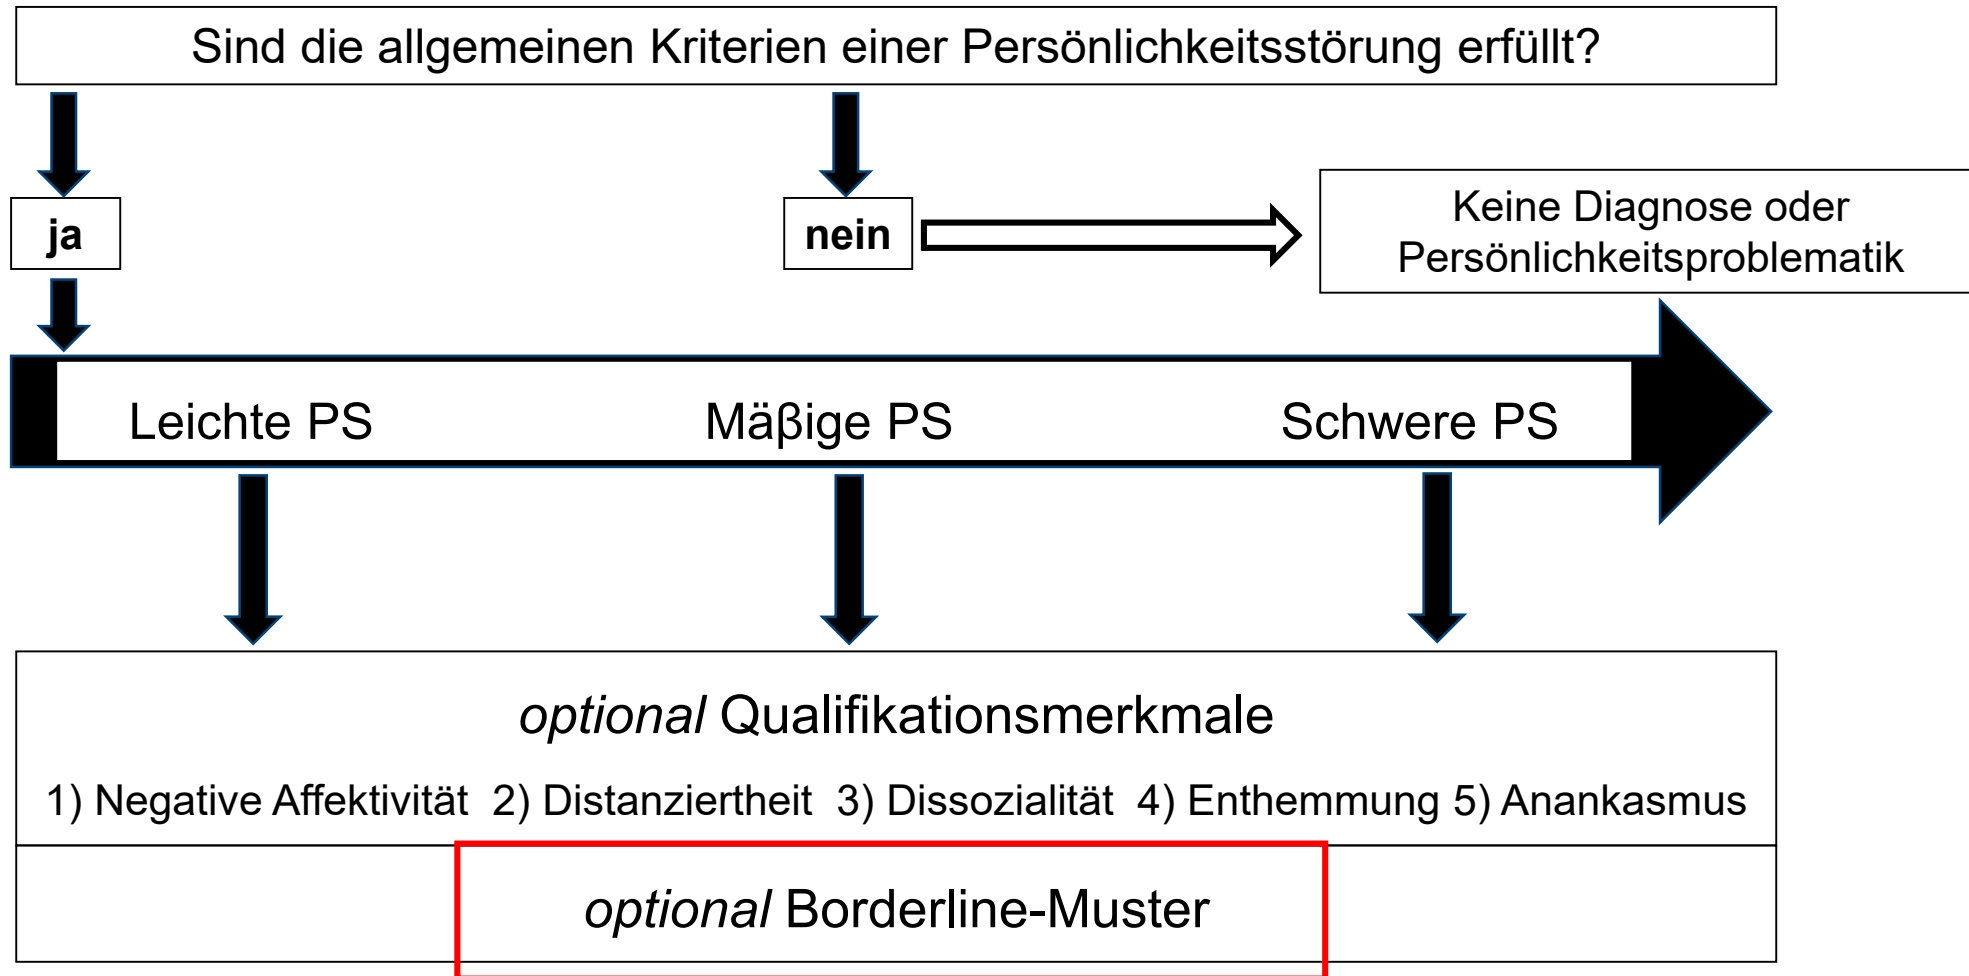 Sind die allgemeinen Kriterien einer Persönlichkeitsstörung erfüllt?
ja
nein
Keine Diagnose oder
Persönlichkeitsproblematik
Leichte PS
Mäβige PS
Schwere PS
optional Qualifikationsmerkmale
1) Negative Affektivität 2) Distanziertheit 3) Dissozialität 4) Enthemmung 5) Anankasmus
optional Borderline-Muster